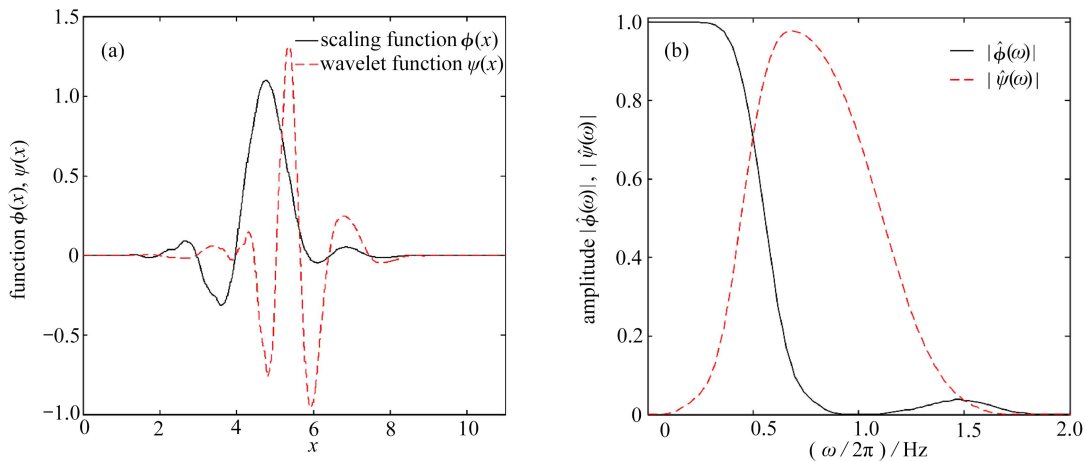 (a)
scaling function ϕ(x)
wavelet function ψ(x)
1.5
1.0
0.5
0
−0.5
−1.0
function ϕ(x), ψ(x)
0 2 4 6 8 10
x
(b)
|ϕ̂(ω)|
|ψ̂(ω)|
1.0
0.8
0.6
0.4
0.2
0
amplitude |ϕ̂(ω)|, |ψ̂(ω)|
0 0.5 1.0 1.5 2.0
(ω/2π)/Hz